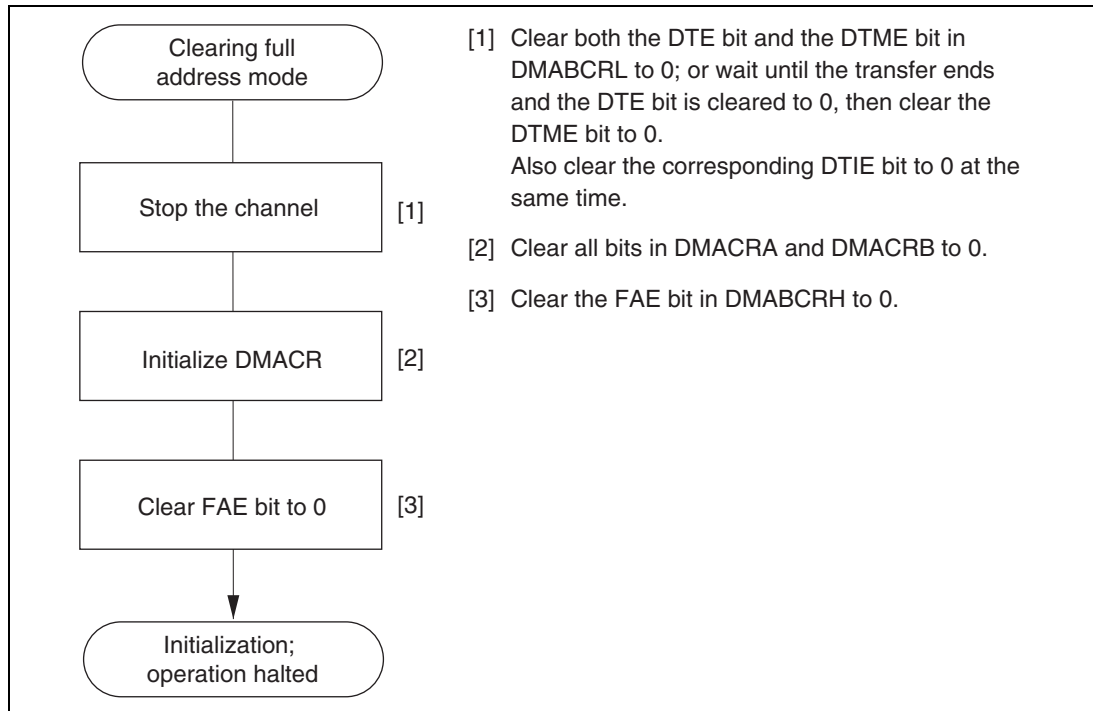 Clearing full
address mode
Stop the channel
[1]
Initialize DMACR
[2]
Clear FAE bit to 0
[3]
Initialization;
operation halted
[1] Clear both the DTE bit and the DTME bit in
DMABCRL to 0; or wait until the transfer ends
and the DTE bit is cleared to 0, then clear the
DTME bit to 0.
Also clear the corresponding DTIE bit to 0 at the
same time.
[2] Clear all bits in DMACRA and DMACRB to 0.
[3] Clear the FAE bit in DMABCRH to 0.